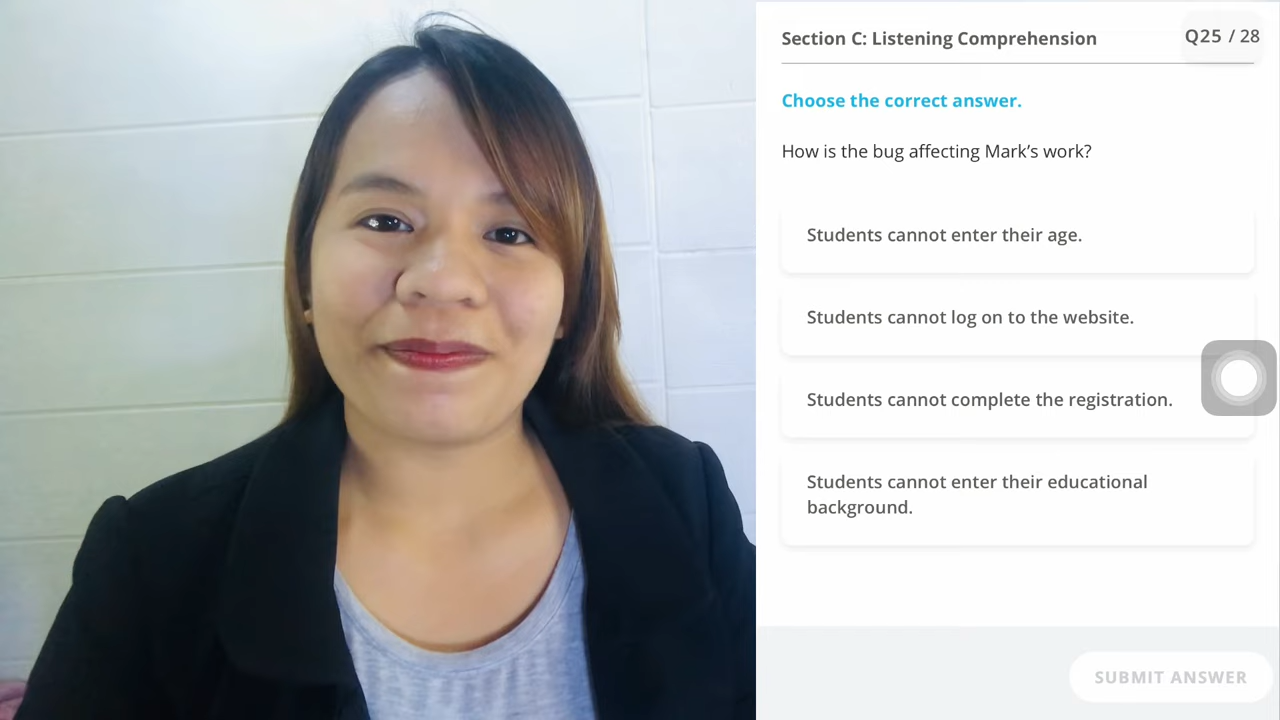 Section C: Listening Comprehension
Q25 / 28
Choose the correct answer.
How is the bug affecting Mark’s work?
Students cannot enter their age.
Students cannot log on to the website.
Students cannot complete the registration.
Students cannot enter their educational
background.
SUBMIT ANSWER